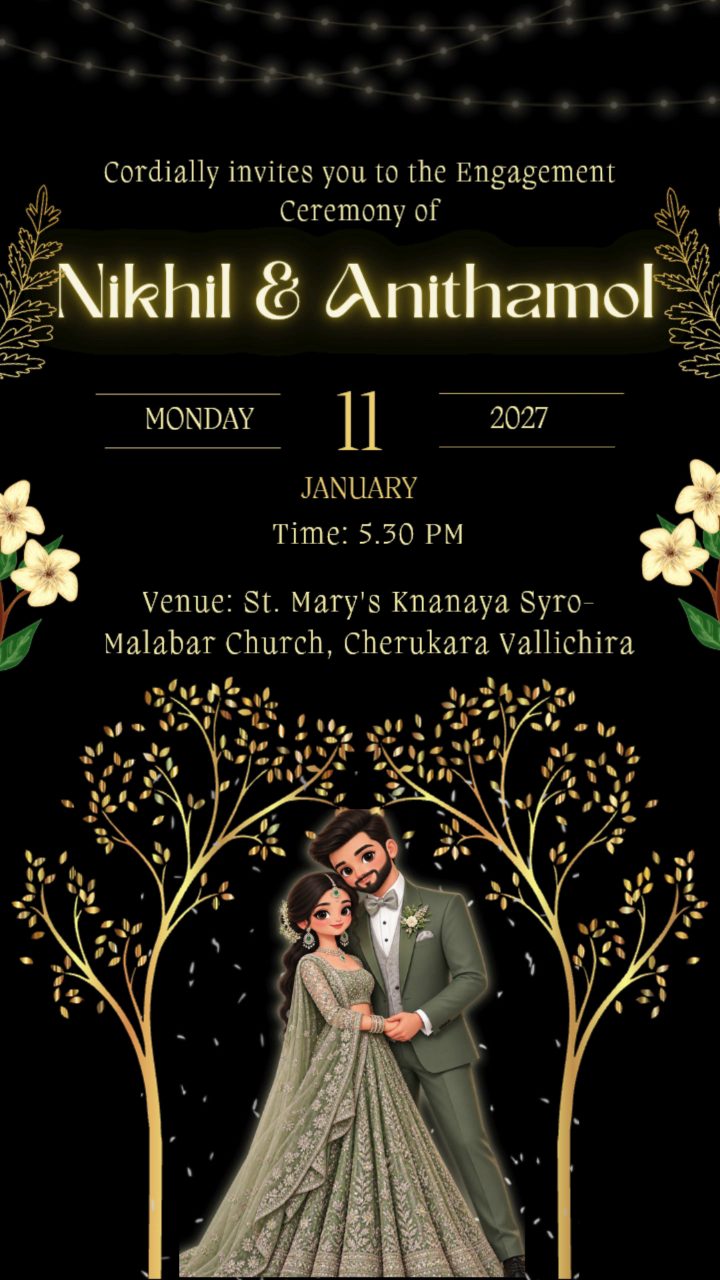 Cordially invites you to the Engagement
Ceremony of
Nikhil & Anithamol
MONDAY 11 2027
JANUARY
Time: 5.30 PM
Venue: St. Mary's Knanaya Syro-
Malabar Church, Cherukara Vallichira